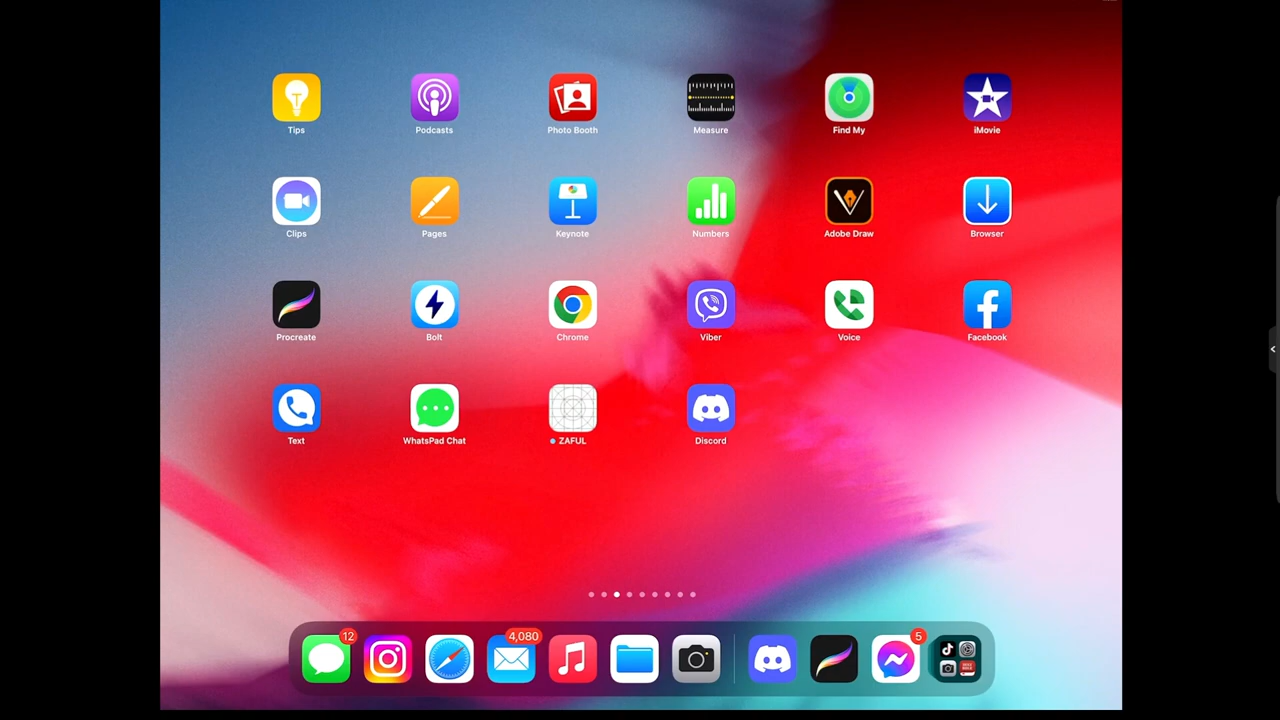 Tips Podcasts Photo Booth Measure Find My iMovie
Clips Pages Keynote Numbers Adobe Draw Browser
Procreate Bolt Chrome Viber Voice Facebook
Text WhatsPad Chat ZAFUL Discord
12 4,080 5